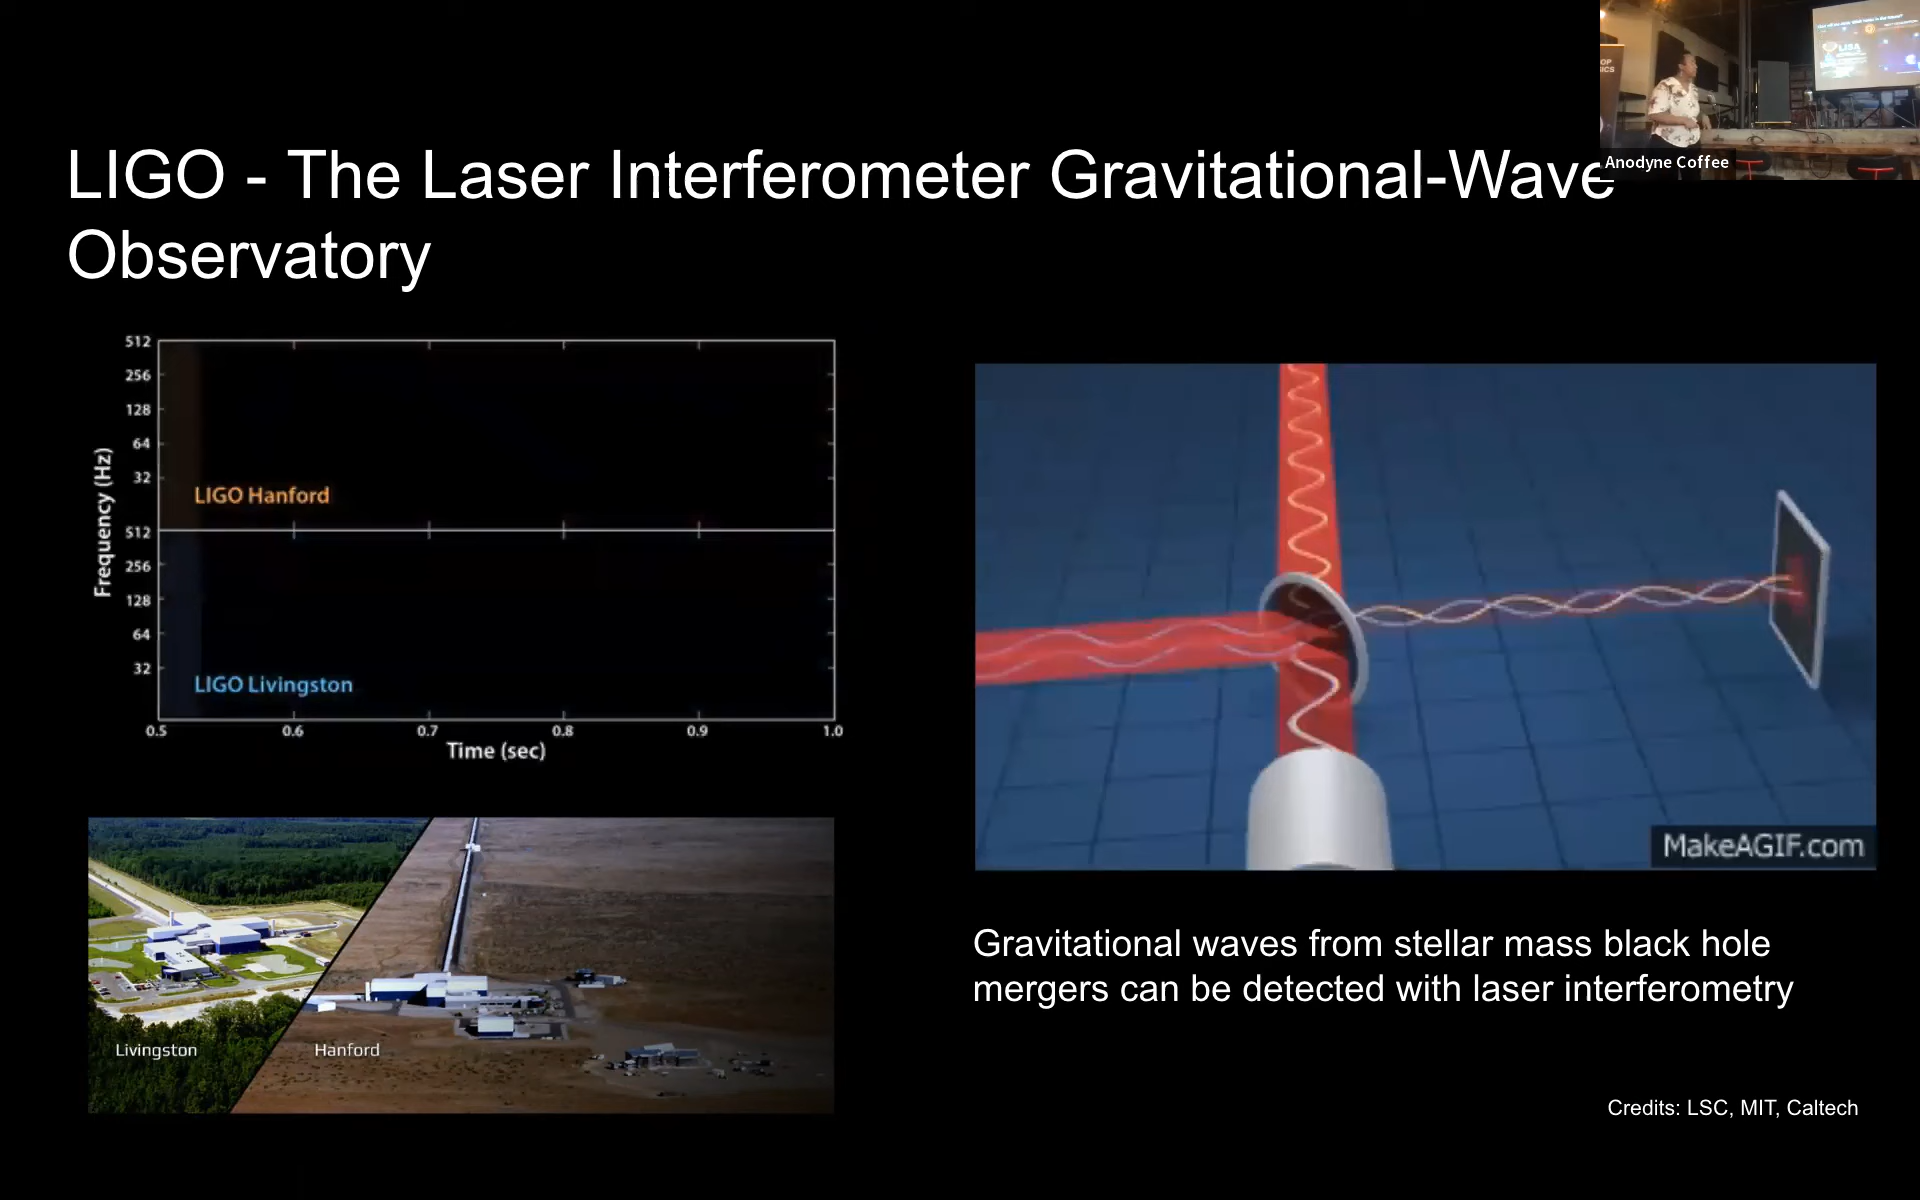 LIGO - The Laser Interferometer Gravitational-Wave
Observatory
Anodyne Coffee
LISA
Frequency (Hz)
512
256
128
64
32
LIGO Hanford
512
256
128
64
32
LIGO Livingston
0.5 0.6 0.7 0.8 0.9 1.0
Time (sec)
MakeAGIF.com
Livingston
Hanford
Gravitational waves from stellar mass black hole
mergers can be detected with laser interferometry
Credits: LSC, MIT, Caltech